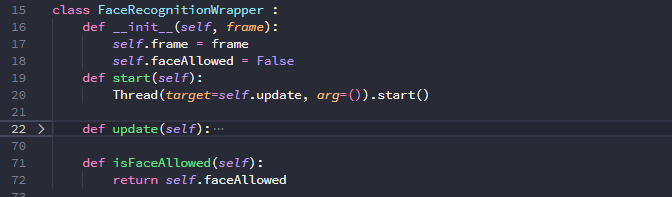 15 class FaceRecognitionWrapper :
16     def __init__(self, frame):
17         self.frame = frame
18         self.faceAllowed = False
19     def start(self):
20         Thread(target=self.update, arg=()).start()
21
22 >     def update(self):⋯
70
71     def isFaceAllowed(self):
72         return self.faceAllowed
73